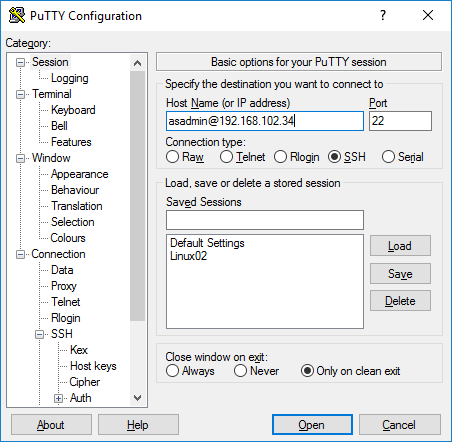 PuTTY Configuration
?
Category:
Session
Logging
Terminal
Keyboard
Bell
Features
Window
Appearance
Behaviour
Translation
Selection
Colours
Connection
Data
Proxy
Telnet
Rlogin
SSH
Kex
Host keys
Cipher
Auth
Basic options for your PuTTY session
Specify the destination you want to connect to
Host Name (or IP address) Port
asadmin@192.168.102.34 22
Connection type:
Raw Telnet Rlogin SSH Serial
Load, save or delete a stored session
Saved Sessions
Default Settings
Linux02
Load
Save
Delete
Close window on exit:
Always Never Only on clean exit
About Help Open Cancel